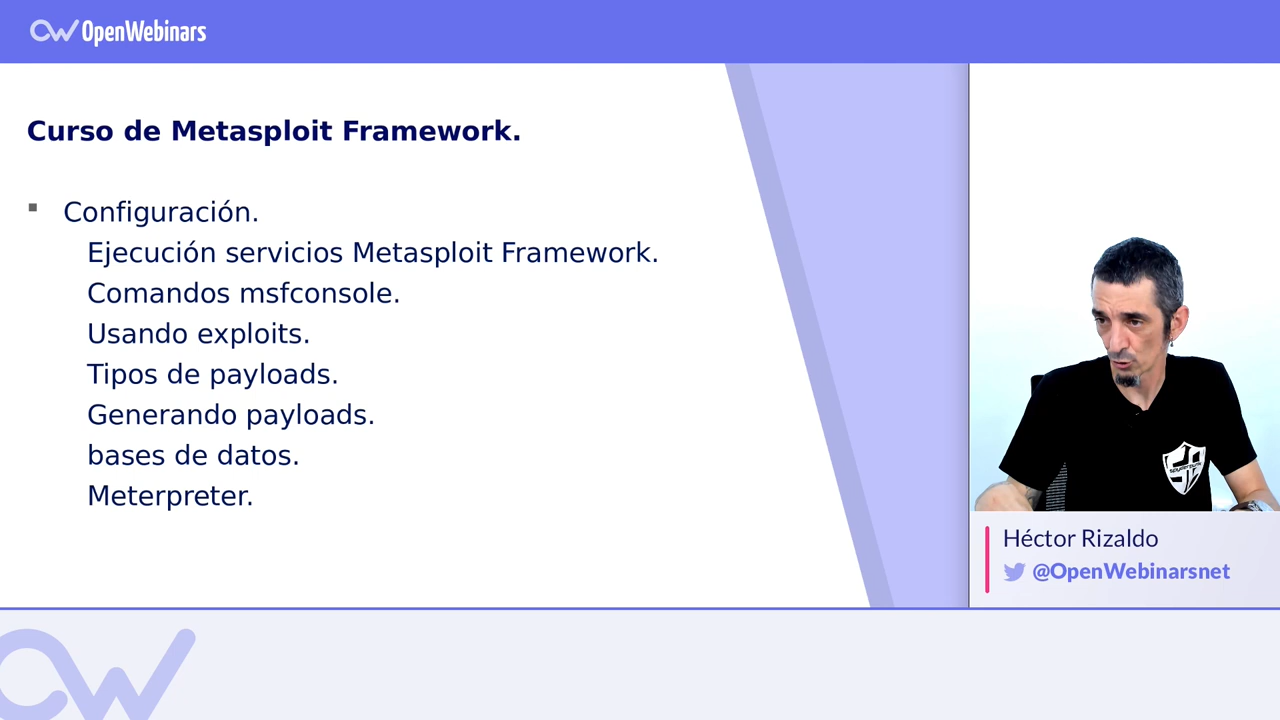 OpenWebinars
Curso de Metasploit Framework.
Configuración.
Ejecución servicios Metasploit Framework.
Comandos msfconsole.
Usando exploits.
Tipos de payloads.
Generando payloads.
bases de datos.
Meterpreter.
Héctor Rizaldo
@OpenWebinarsnet